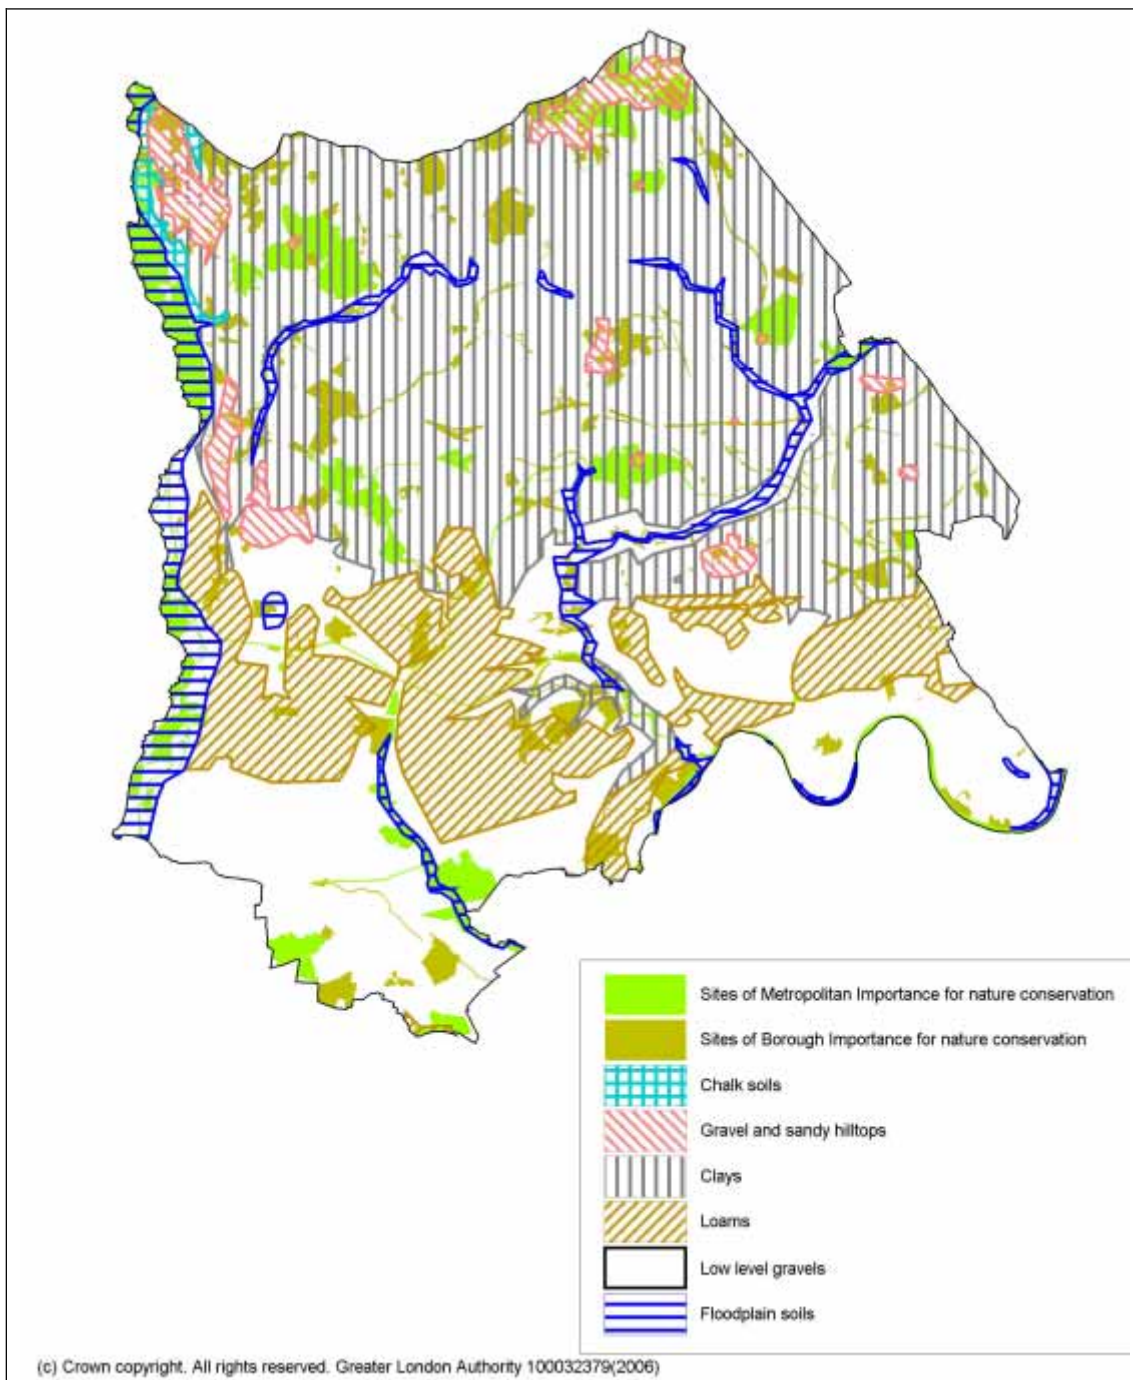 Sites of Metropolitan Importance for nature conservation
Sites of Borough Importance for nature conservation
Chalk soils
Gravel and sandy hilltops
Clays
Loams
Low level gravels
Floodplain soils
(c) Crown copyright. All rights reserved. Greater London Authority 100032379(2006)